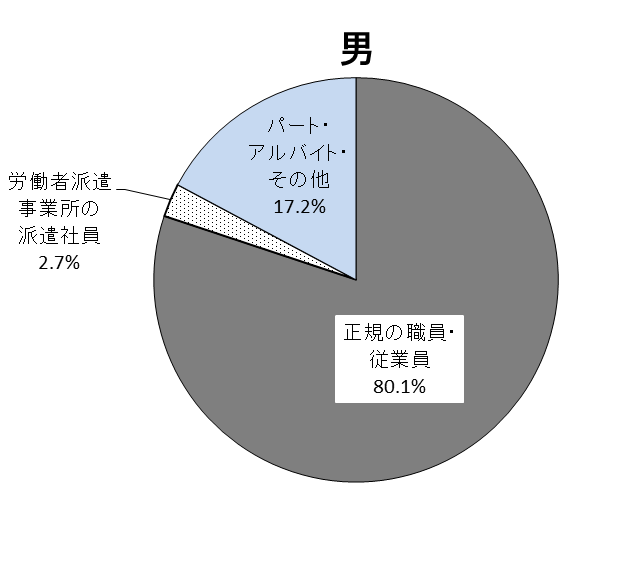 男
パート・
アルバイト・
その他
17.2%
労働者派遣
事業所の
派遣社員
2.7%
正規の職員・
従業員
80.1%